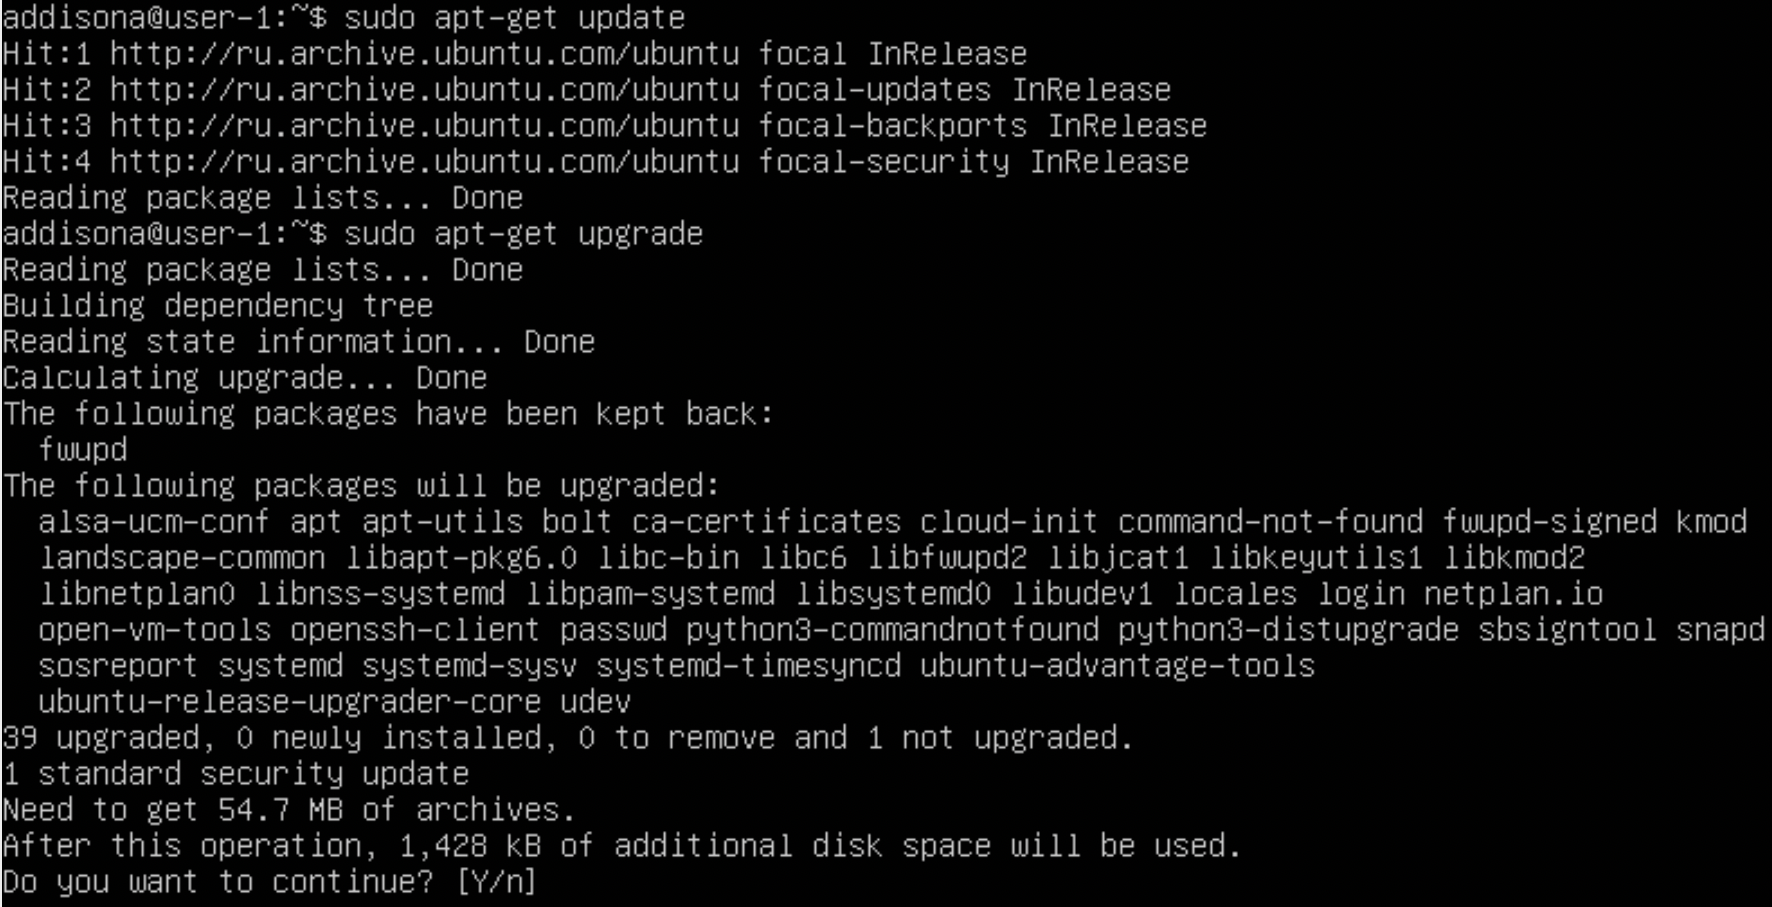 addisona@user-1:~$ sudo apt-get update
Hit:1 http://ru.archive.ubuntu.com/ubuntu focal InRelease
Hit:2 http://ru.archive.ubuntu.com/ubuntu focal-updates InRelease
Hit:3 http://ru.archive.ubuntu.com/ubuntu focal-backports InRelease
Hit:4 http://ru.archive.ubuntu.com/ubuntu focal-security InRelease
Reading package lists... Done
addisona@user-1:~$ sudo apt-get upgrade
Reading package lists... Done
Building dependency tree
Reading state information... Done
Calculating upgrade... Done
The following packages have been kept back:
  fwupd
The following packages will be upgraded:
  alsa-ucm-conf apt apt-utils bolt ca-certificates cloud-init command-not-found fwupd-signed kmod
  landscape-common libapt-pkg6.0 libc-bin libc6 libfwupd2 libjcat1 libkeyutils1 libkmod2
  libnetplan0 libnss-systemd libpam-systemd libsystemd0 libudev1 locales login netplan.io
  open-vm-tools openssh-client passwd python3-commandnotfound python3-distupgrade sbsigntool snapd
  sosreport systemd systemd-sysv systemd-timesyncd ubuntu-advantage-tools
  ubuntu-release-upgrader-core udev
39 upgraded, 0 newly installed, 0 to remove and 1 not upgraded.
1 standard security update
Need to get 54.7 MB of archives.
After this operation, 1,428 kB of additional disk space will be used.
Do you want to continue? [Y/n]